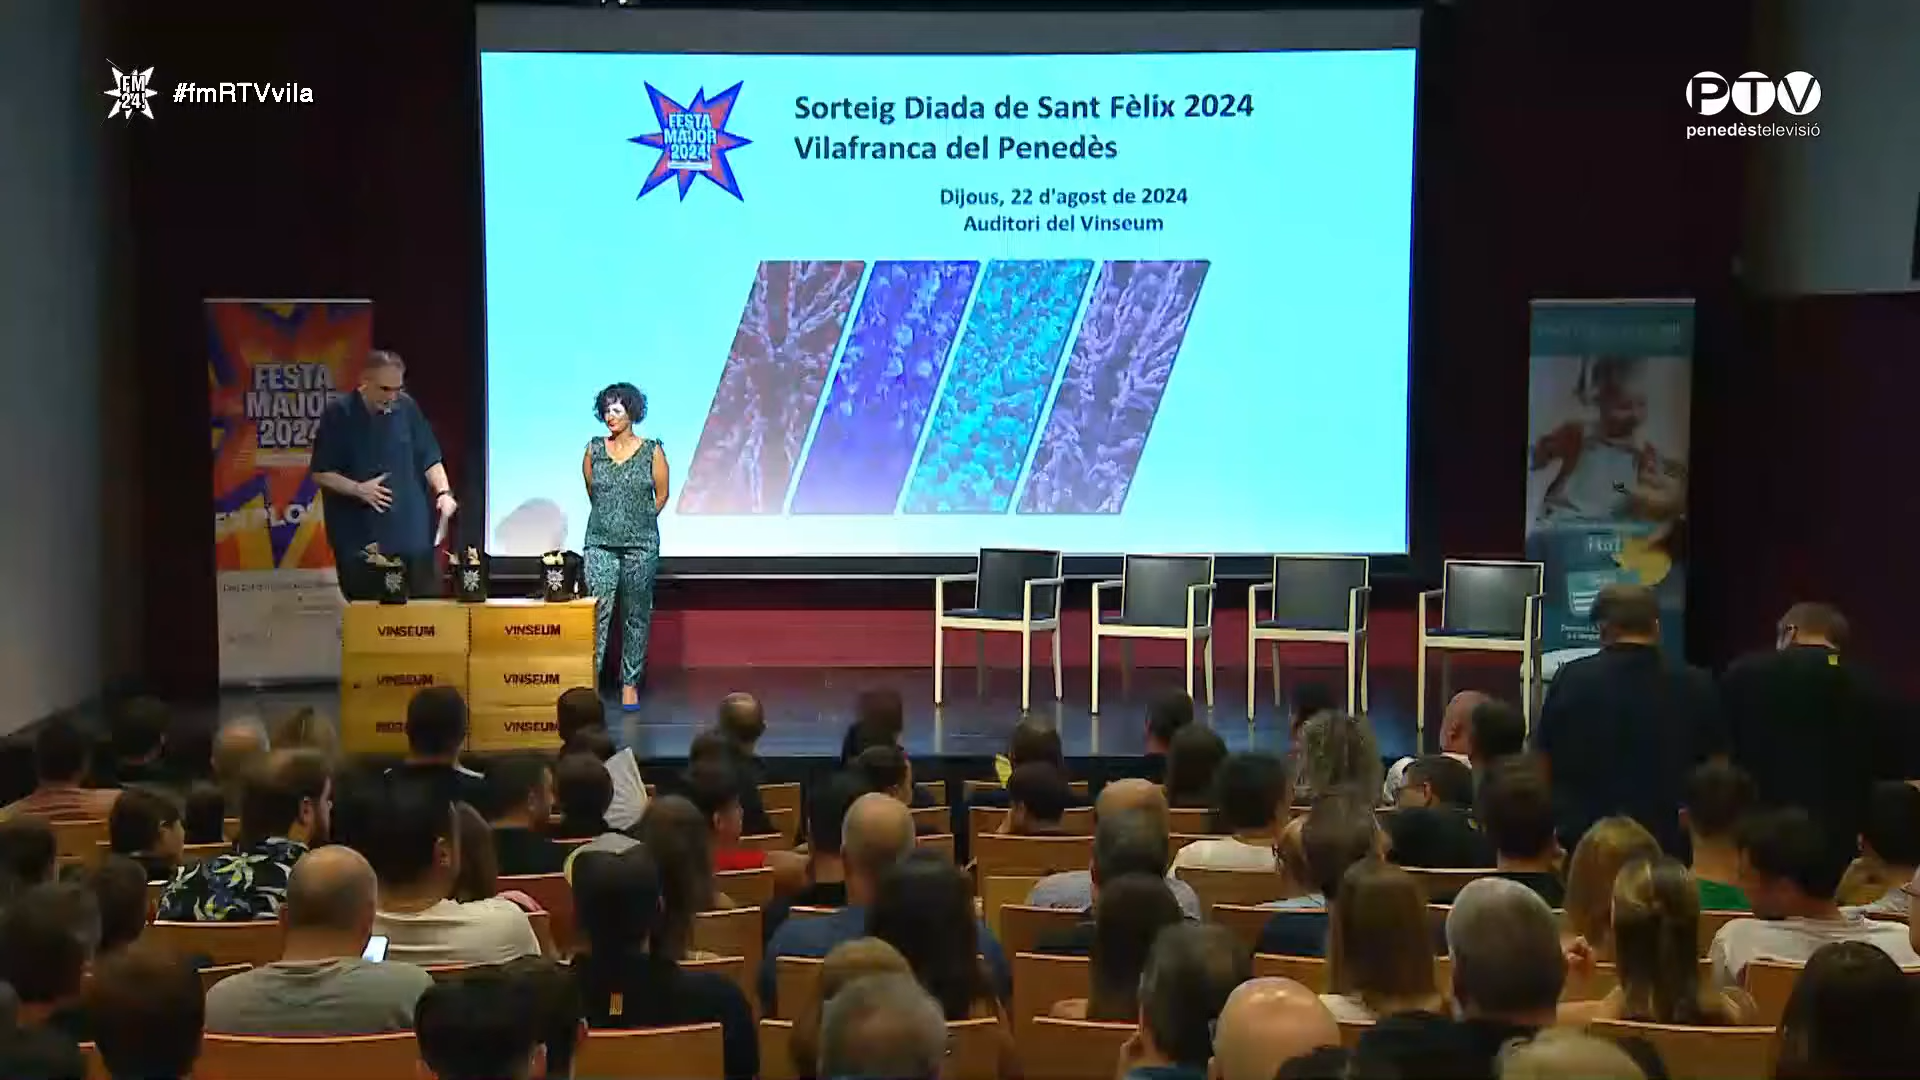 FM
24!
#fmRTVvila
PTV
penedèstelevisió
FESTA
MAJOR
2024!
Sorteig Diada de Sant Fèlix 2024
Vilafranca del Penedès
Dijous, 22 d'agost de 2024
Auditori del Vinseum
FESTA
MAJOR
2024
VINSEUM
VINSEUM
VINSEUM
VINSEUM
VINSEUM